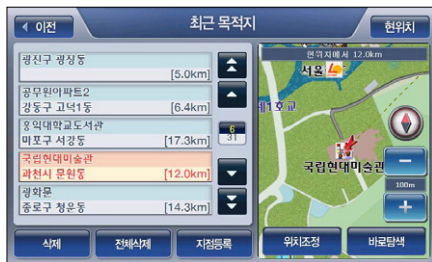 이전
최근 목적지
현위치
광진구 광장동
[5.0km]
공무원아파트2
강동구 고덕1동
[6.4km]
홍익대학교도서관
마포구 서강동
[17.3km]
국립현대미술관
과천시 문원동
[12.0km]
광화문
종로구 청운동
[14.3km]
6
31
삭제
전체삭제
지점등록
현위치에서 12.0km
서울
제1호교
국립현대미술관
100m
위치조정
바로탐색